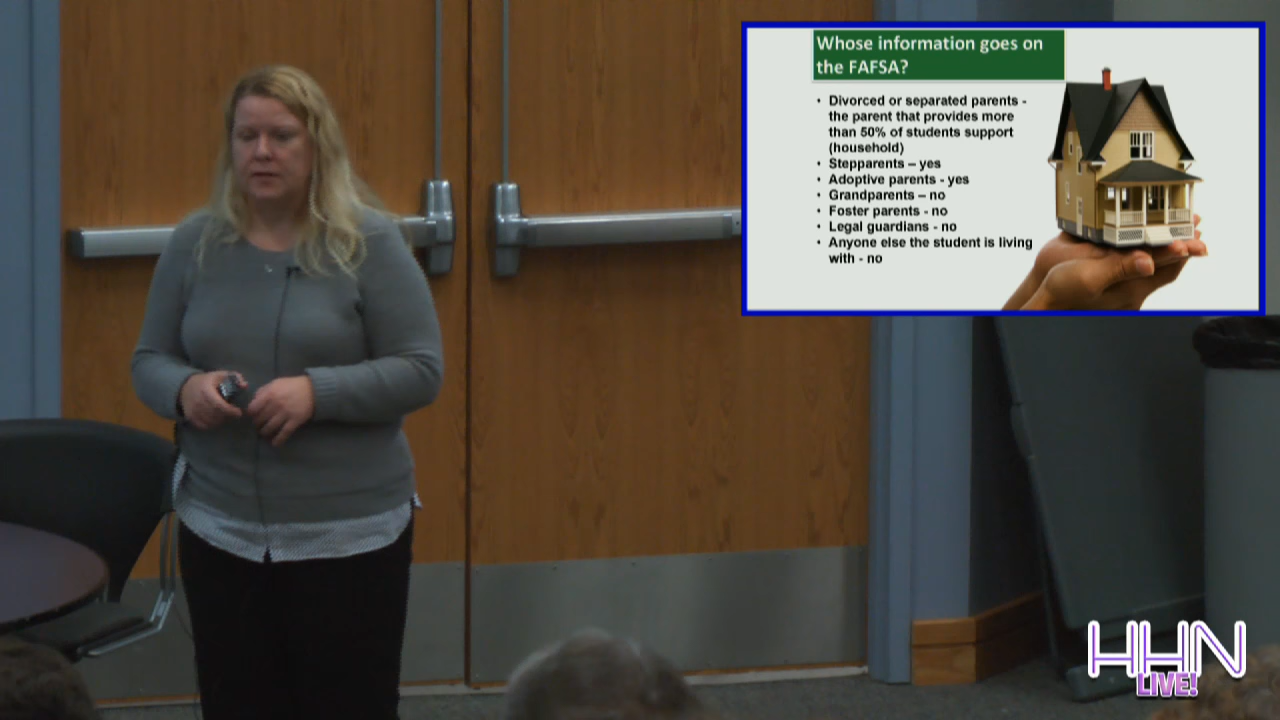 Whose information goes on
the FAFSA?
• Divorced or separated parents -
the parent that provides more
than 50% of students support
(household)
• Stepparents – yes
• Adoptive parents - yes
• Grandparents – no
• Foster parents - no
• Legal guardians - no
• Anyone else the student is living
with - no
HHN
LIVE!